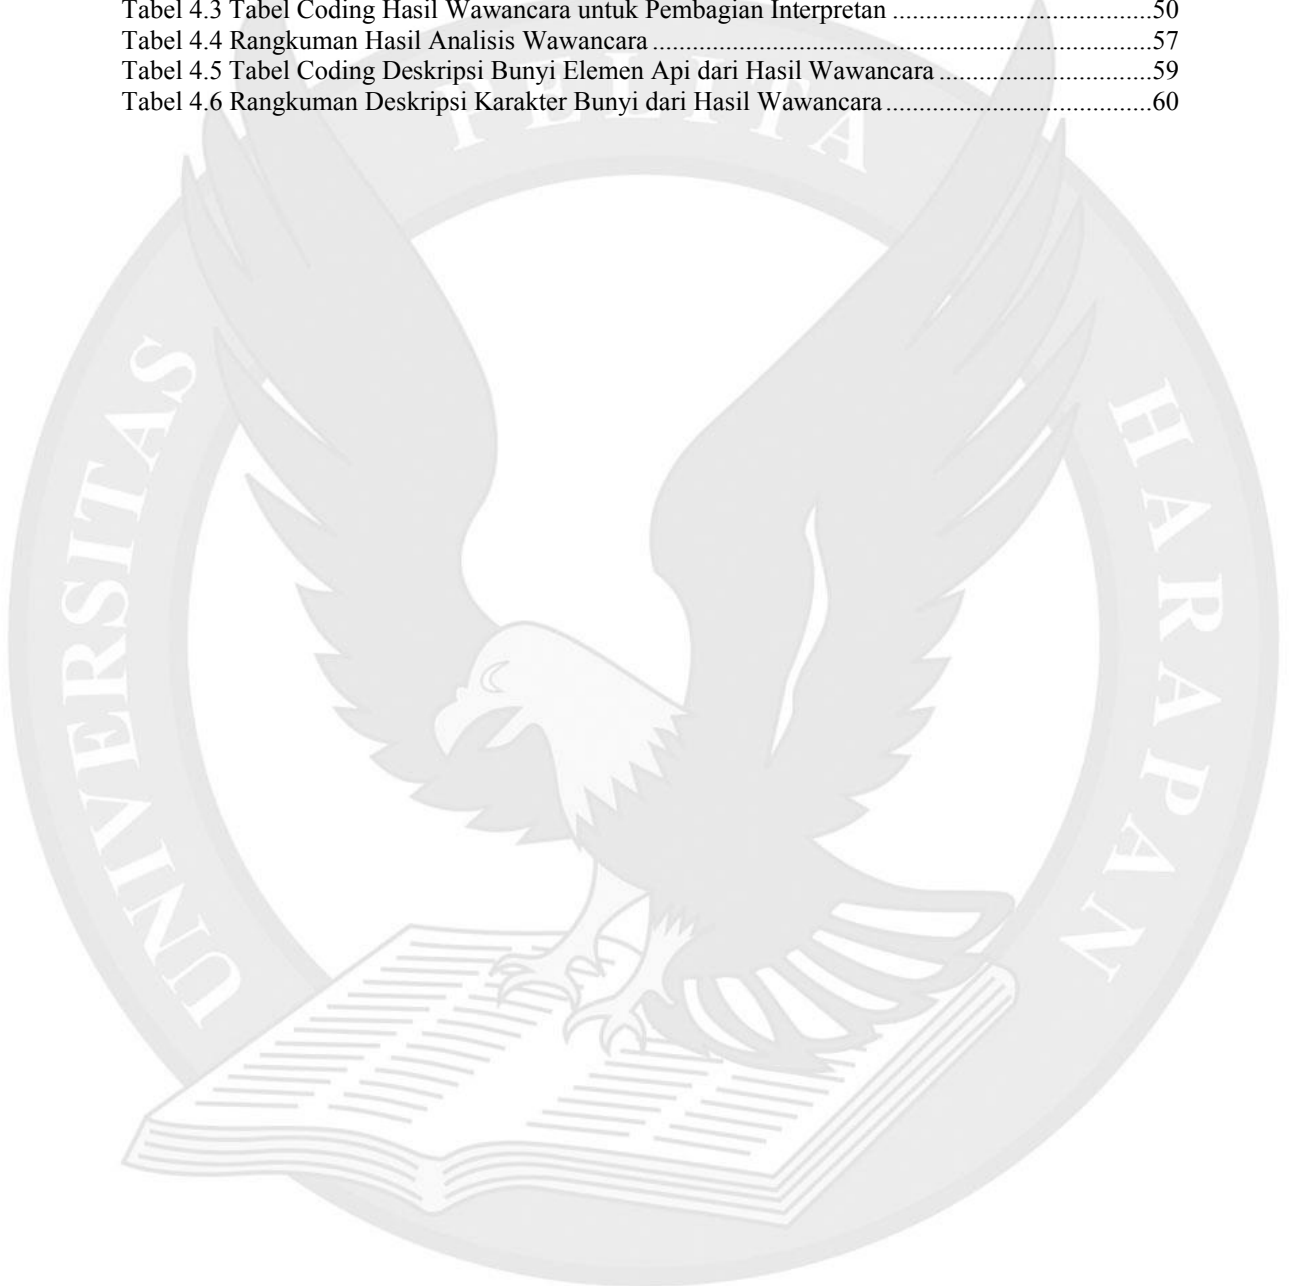 Tabel 4.3 Tabel Coding Hasil Wawancara untuk Pembagian Interpretan ................................50
Tabel 4.4 Rangkuman Hasil Analisis Wawancara ..............................................................57
Tabel 4.5 Tabel Coding Deskripsi Bunyi Elemen Api dari Hasil Wawancara ..........................59
Tabel 4.6 Rangkuman Deskripsi Karakter Bunyi dari Hasil Wawancara .................................60
UNIVERSITAS PELITA HARAPAN